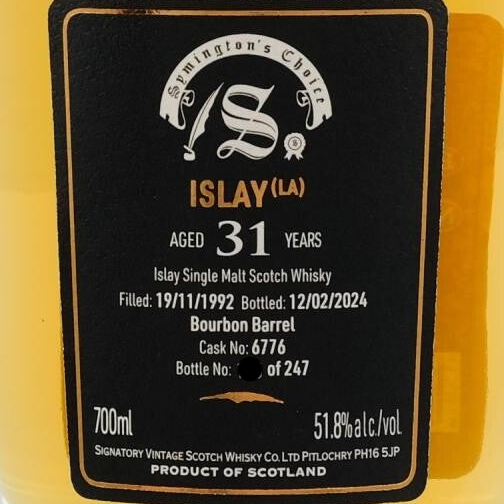 Symington's Choice
S
ISLAY (LA)
AGED 31 YEARS
Islay Single Malt Scotch Whisky
Filled: 19/11/1992 Bottled: 12/02/2024
Bourbon Barrel
Cask No: 6776
Bottle No: of 247
700ml 51.8%alc./vol.
SIGNATORY VINTAGE SCOTCH WHISKY CO. LTD PITLOCHRY PH16 5JP
PRODUCT OF SCOTLAND